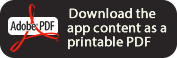 Adobe PDF
Download the
app content as a
printable PDF